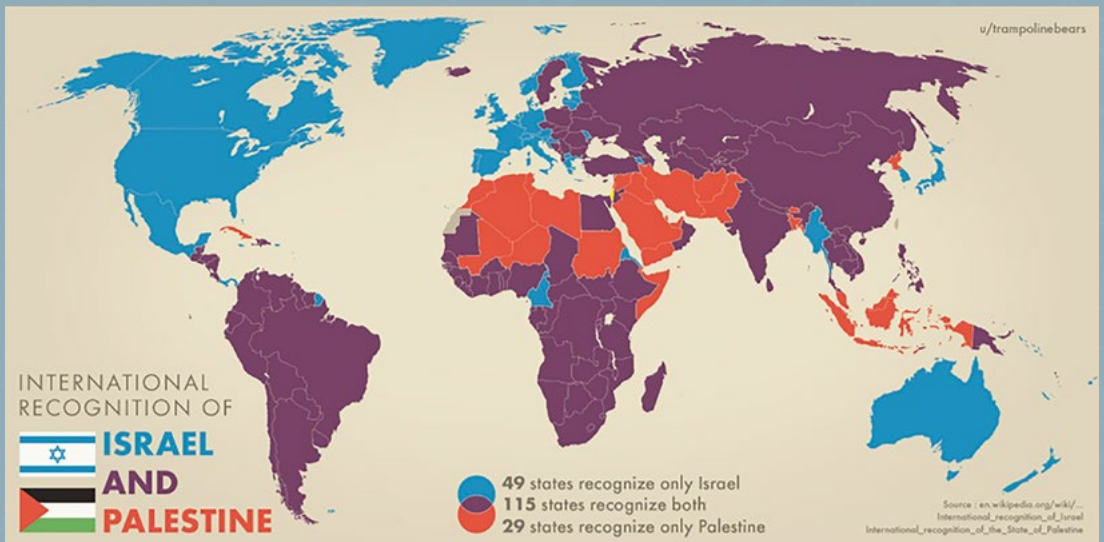 u/trampolinebears
INTERNATIONAL
RECOGNITION OF
ISRAEL
AND
PALESTINE
49 states recognize only Israel
115 states recognize both
29 states recognize only Palestine
Source : en.wikipedia.org/wiki/...
International_recognition_of_Israel
International_recognition_of_the_State_of_Palestine